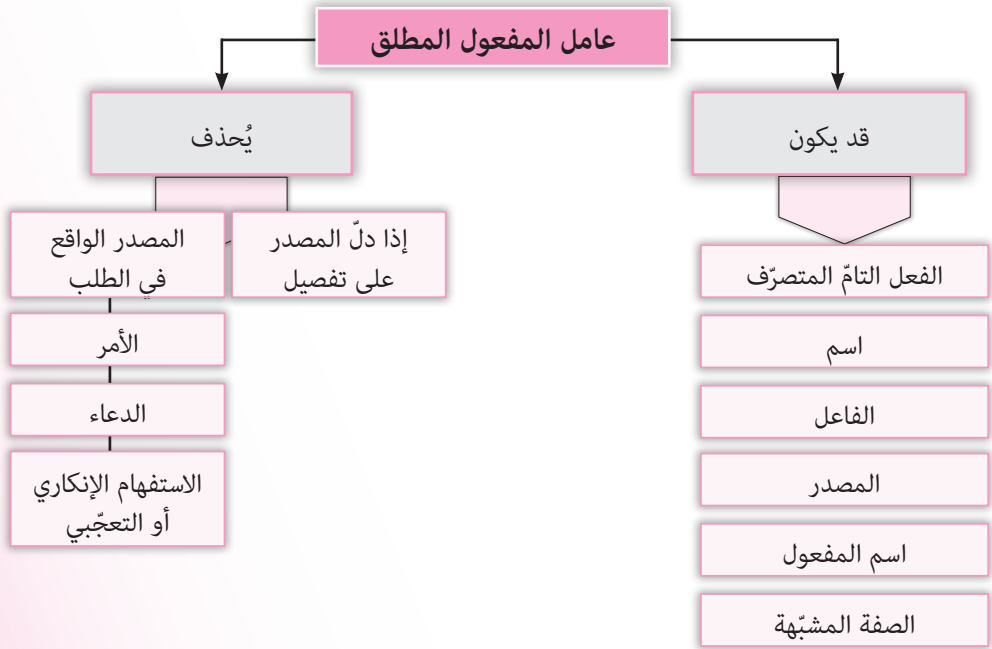 عامل المفعول المطلق
قد يكون
الفعل التامّ المتصرّف
اسم
الفاعل
المصدر
اسم المفعول
الصفة المشبّهة
يُحذف
إذا دلّ المصدر
على تفصيل
المصدر الواقع
في الطلب
الأمر
الدعاء
الاستفهام الإنكاري
أو التعجّبي